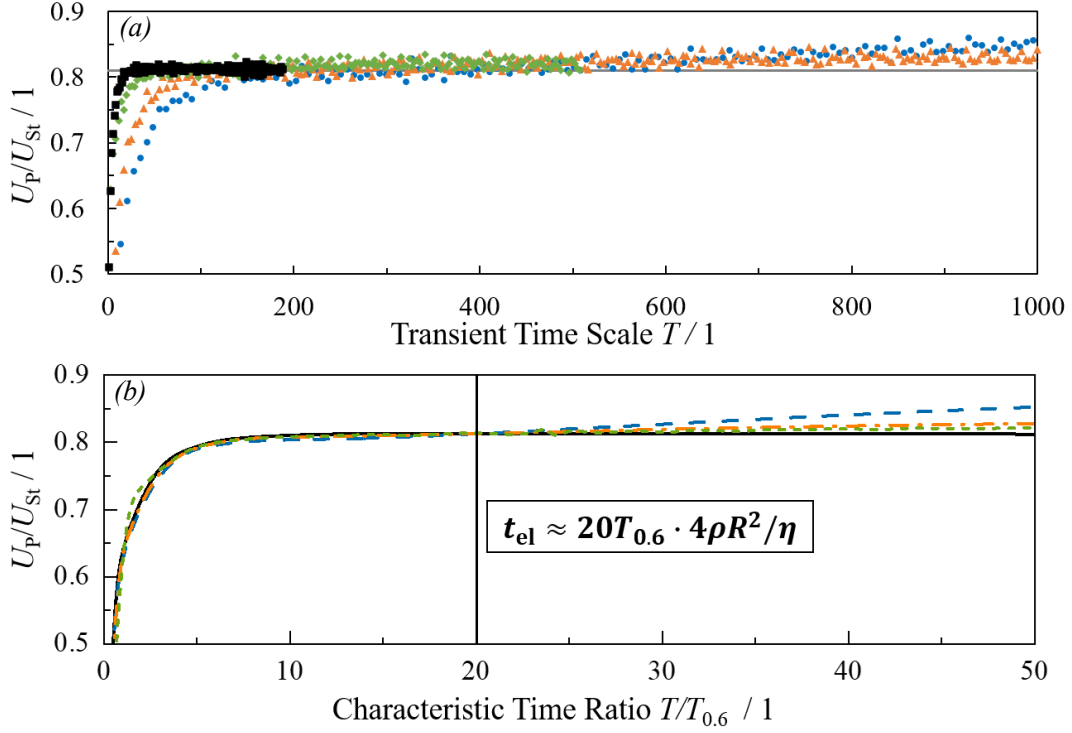 (a)
0.9
0.8
0.7
0.6
0.5
U_P/U_St / 1
0 200 400 600 800 1000
Transient Time Scale T / 1
(b)
0.9
0.8
0.7
0.6
0.5
U_P/U_St / 1
t_el ≈ 20T_0.6 · 4ρR²/η
0 10 20 30 40 50
Characteristic Time Ratio T/T_0.6 / 1